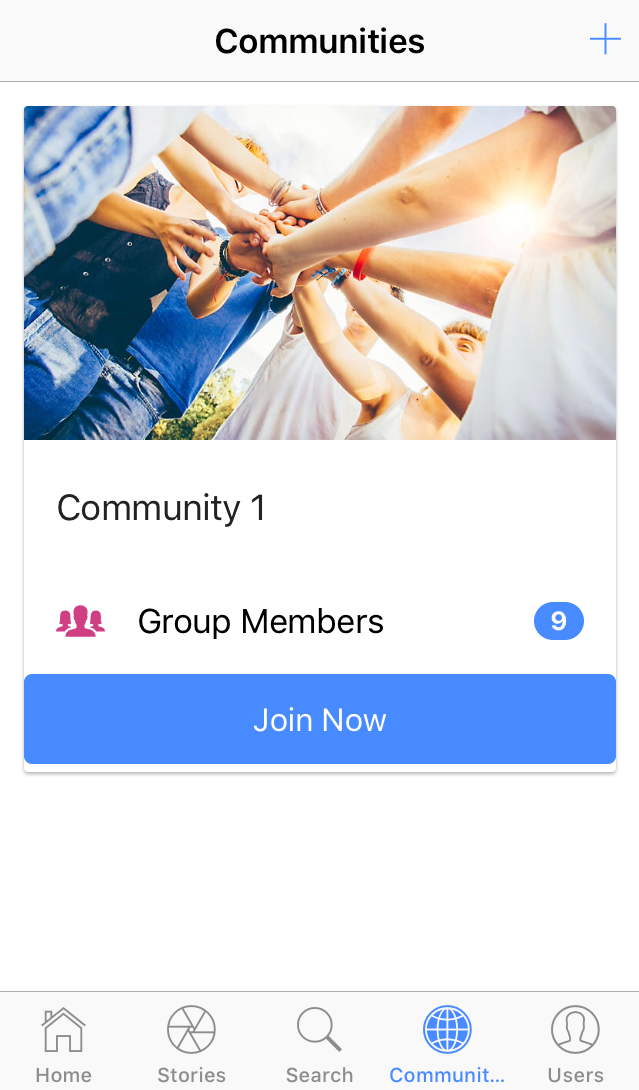 Communities
Community 1
Group Members 9
Join Now
Home Stories Search Communit... Users